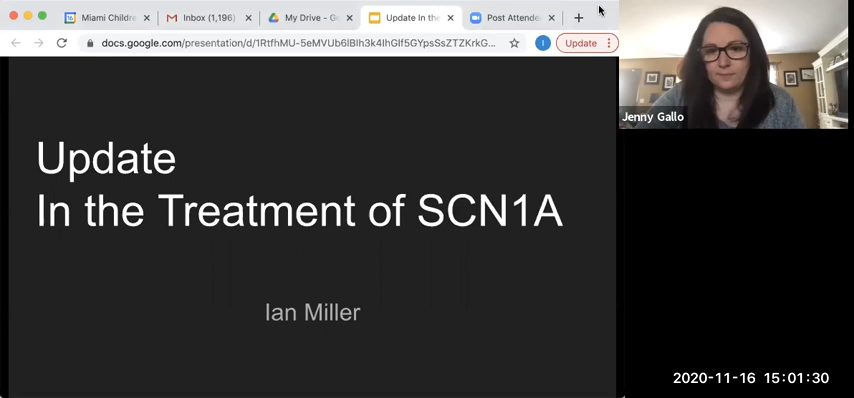 Miami Childre
Inbox (1,196)
My Drive - G
Update In the
Post Attende
docs.google.com/presentation/d/1RtfhMU-5eMVUb6lBIh3k4IhGIf5GYpsSsZTZKrkG...
I
Update
Jenny Gallo
Update
In the Treatment of SCN1A
Ian Miller
2020-11-16 15:01:30